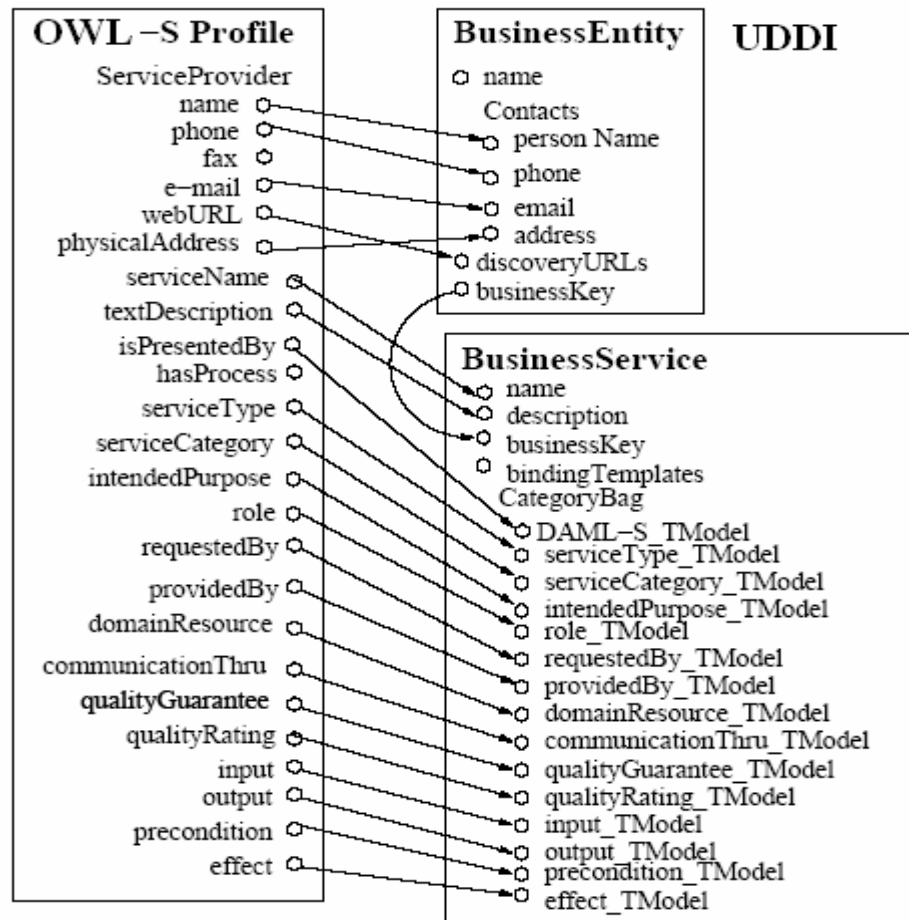 OWL-S Profile
ServiceProvider
name
phone
fax
e-mail
webURL
physicalAddress
serviceName
textDescription
isPresentedBy
hasProcess
serviceType
serviceCategory
intendedPurpose
role
requestedBy
providedBy
domainResource
communicationThru
qualityGuarantee
qualityRating
input
output
precondition
effect
BusinessEntity
name
Contacts
person Name
phone
email
address
discoveryURLs
businessKey
UDDI
BusinessService
name
description
businessKey
bindingTemplates
CategoryBag
DAML-S_TModel
serviceType_TModel
serviceCategory_TModel
intendedPurpose_TModel
role_TModel
requestedBy_TModel
providedBy_TModel
domainResource_TModel
communicationThru_TModel
qualityGuarantee_TModel
qualityRating_TModel
input_TModel
output_TModel
precondition_TModel
effect_TModel